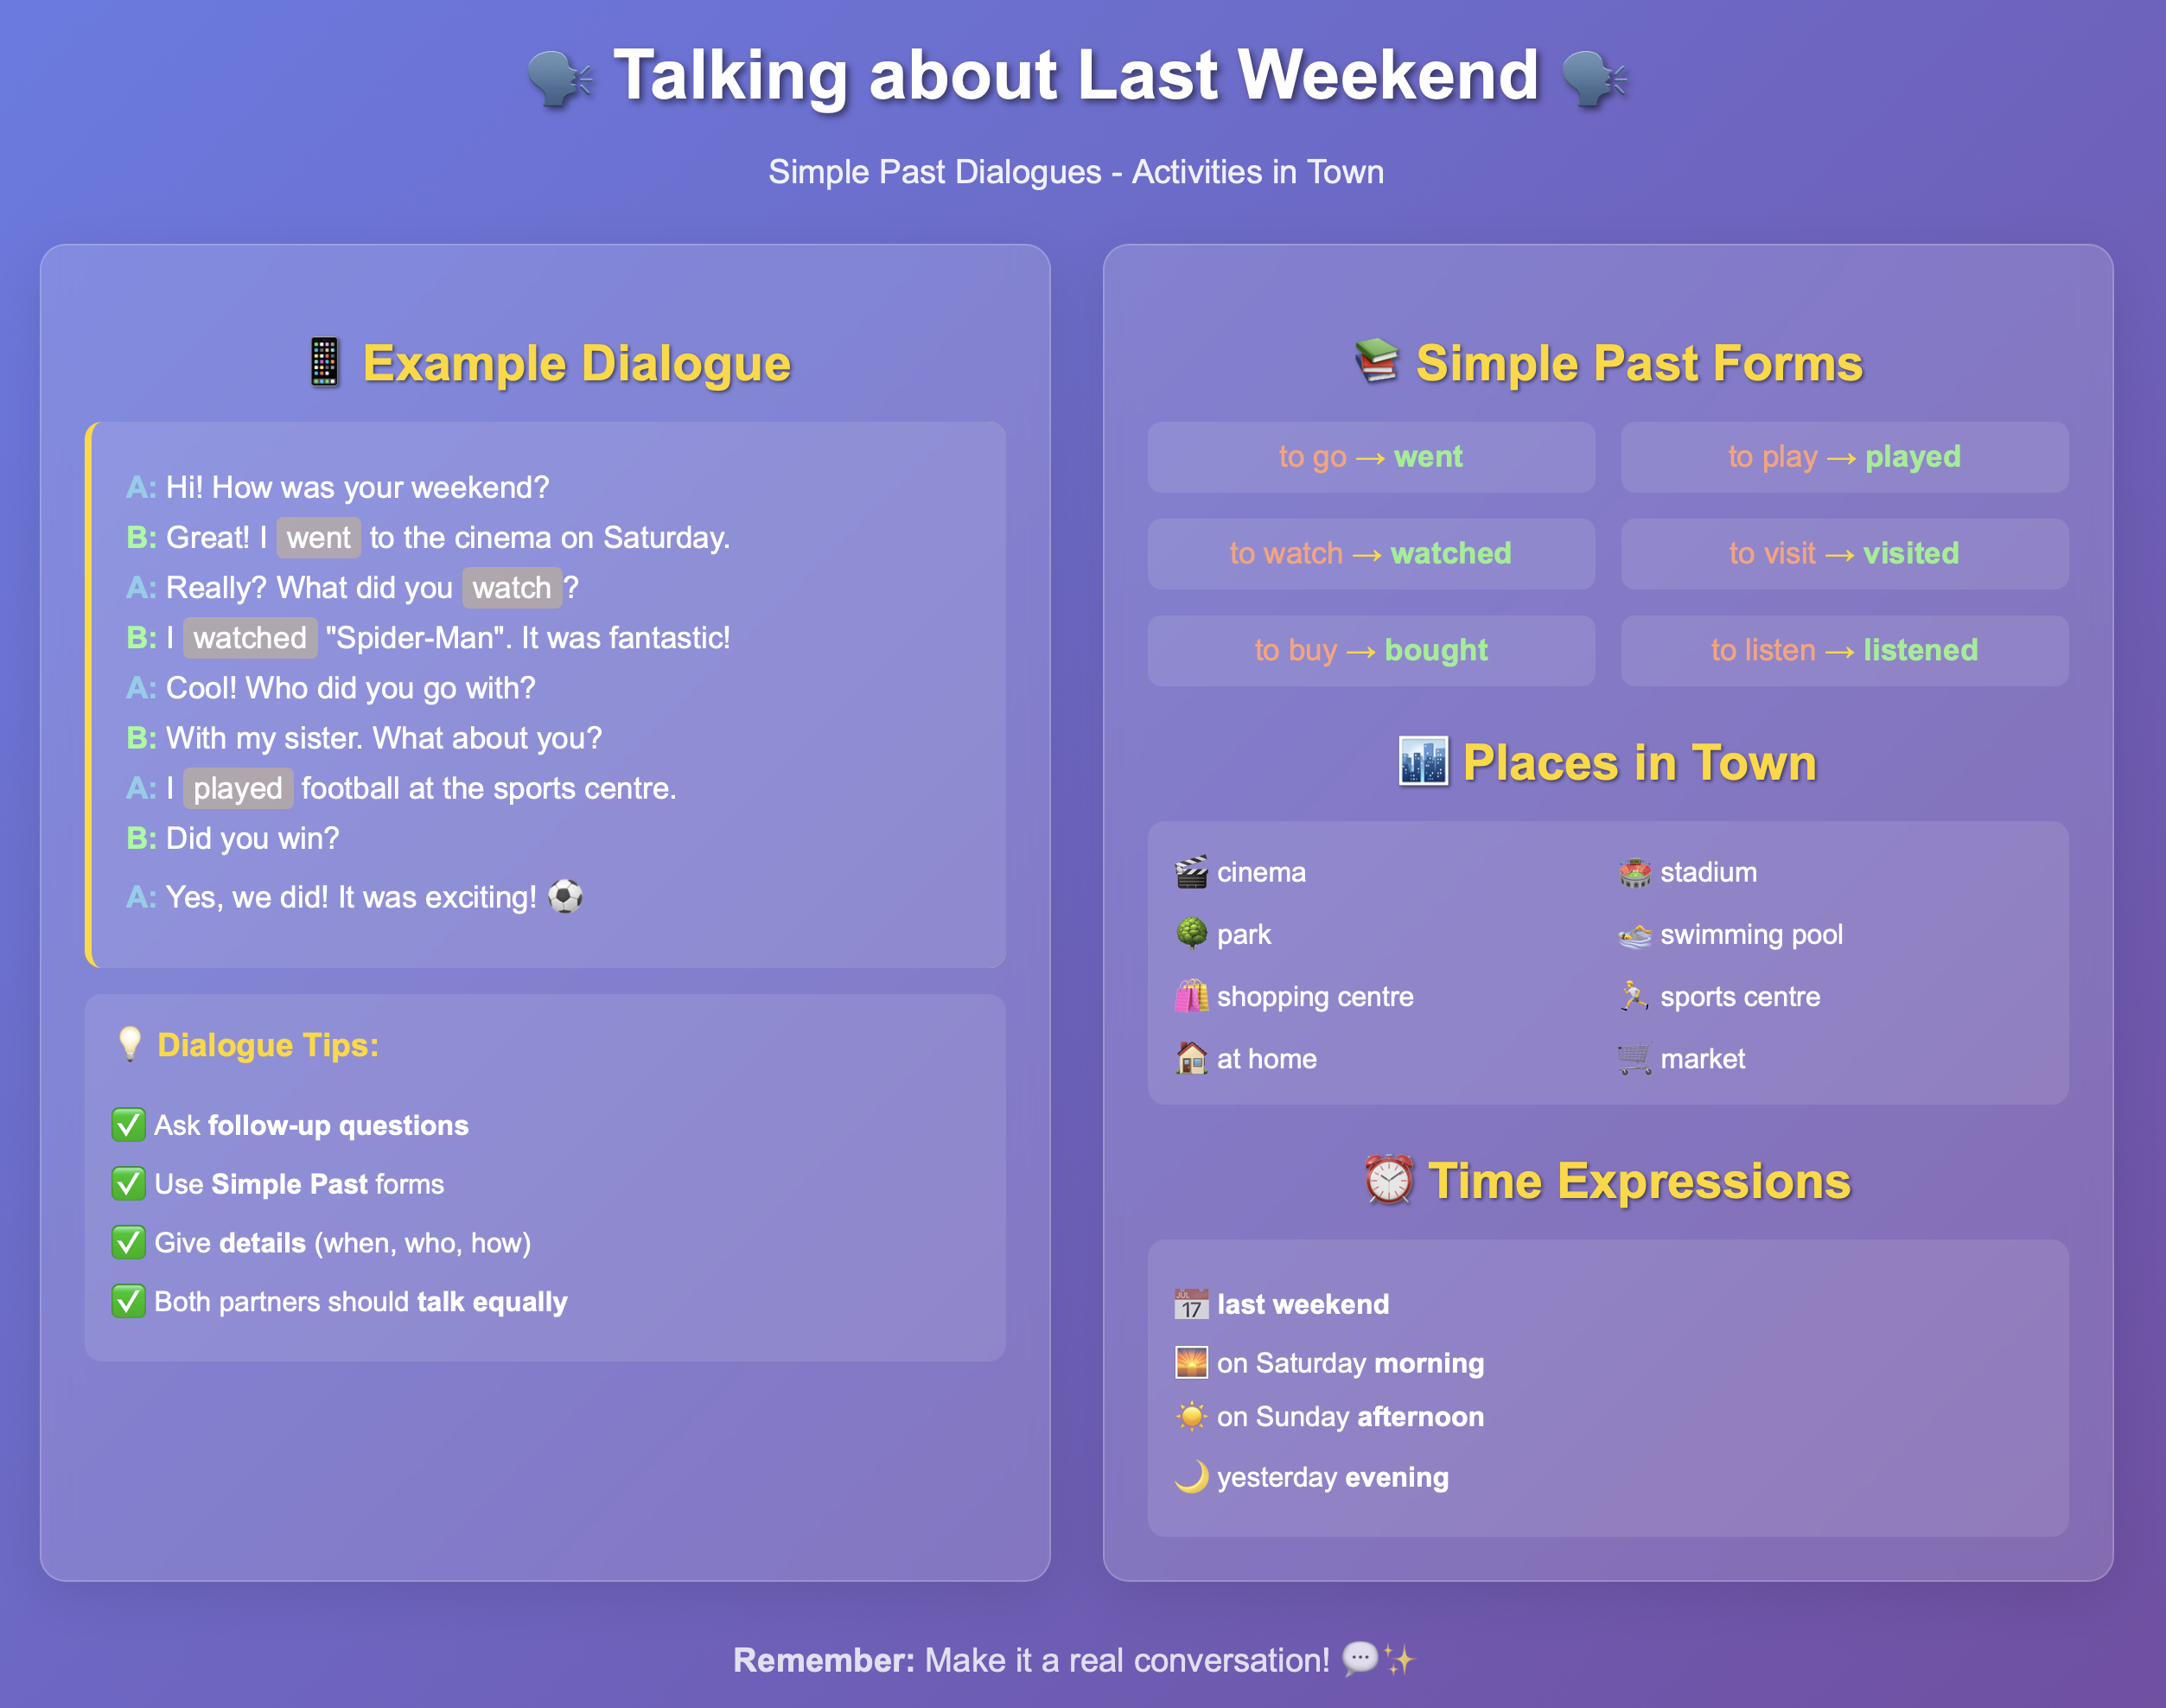 🗣️ Talking about Last Weekend 🗣️
Simple Past Dialogues - Activities in Town
📱 Example Dialogue
A: Hi! How was your weekend?
B: Great! I went to the cinema on Saturday.
A: Really? What did you watch?
B: I watched "Spider-Man". It was fantastic!
A: Cool! Who did you go with?
B: With my sister. What about you?
A: I played football at the sports centre.
B: Did you win?
A: Yes, we did! It was exciting! ⚽
💡 Dialogue Tips:
✅ Ask follow-up questions
✅ Use Simple Past forms
✅ Give details (when, who, how)
✅ Both partners should talk equally
📚 Simple Past Forms
to go → went
to play → played
to watch → watched
to visit → visited
to buy → bought
to listen → listened
🏙️ Places in Town
🎬 cinema
🏟️ stadium
🌳 park
🏊 swimming pool
🛍️ shopping centre
🏃 sports centre
🏠 at home
🛒 market
⏰ Time Expressions
📅 last weekend
🌅 on Saturday morning
☀️ on Sunday afternoon
🌙 yesterday evening
Remember: Make it a real conversation! 💬✨